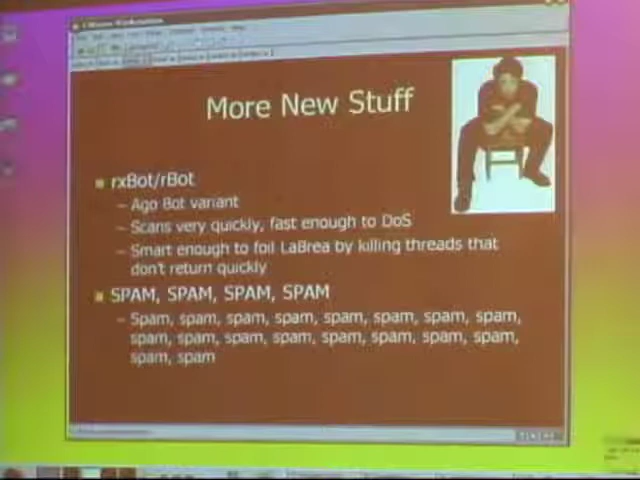 More New Stuff
rxBot/rBot
– Ago Bot variant
– Scans very quickly, fast enough to DoS
– Smart enough to foil LaBrea by killing threads that
don't return quickly
SPAM, SPAM, SPAM, SPAM
– Spam, spam, spam, spam, spam, spam, spam, spam,
spam, spam, spam, spam, spam, spam, spam, spam,
spam, spam